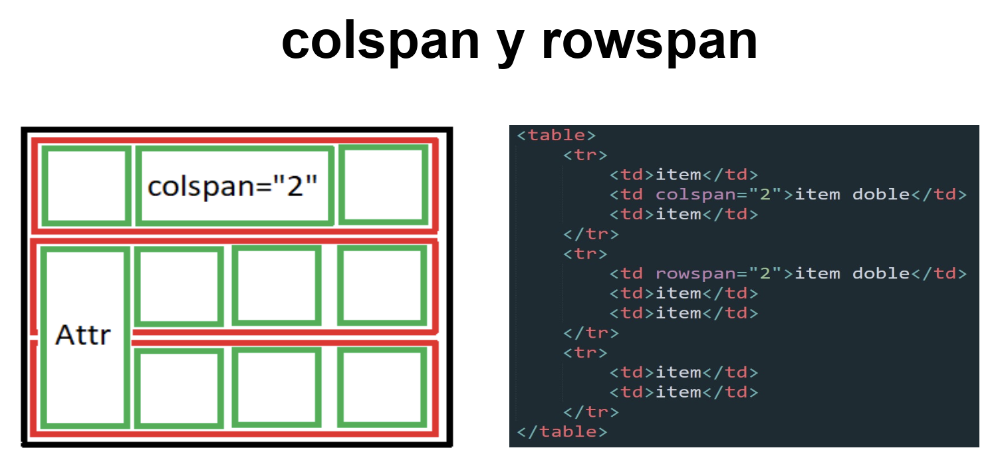 colspan y rowspan
colspan="2"
Attr
<table>
<tr>
<td>item</td>
<td colspan="2">item doble</td>
<td>item</td>
</tr>
<tr>
<td rowspan="2">item doble</td>
<td>item</td>
<td>item</td>
</tr>
<tr>
<td>item</td>
<td>item</td>
</tr>
</table>